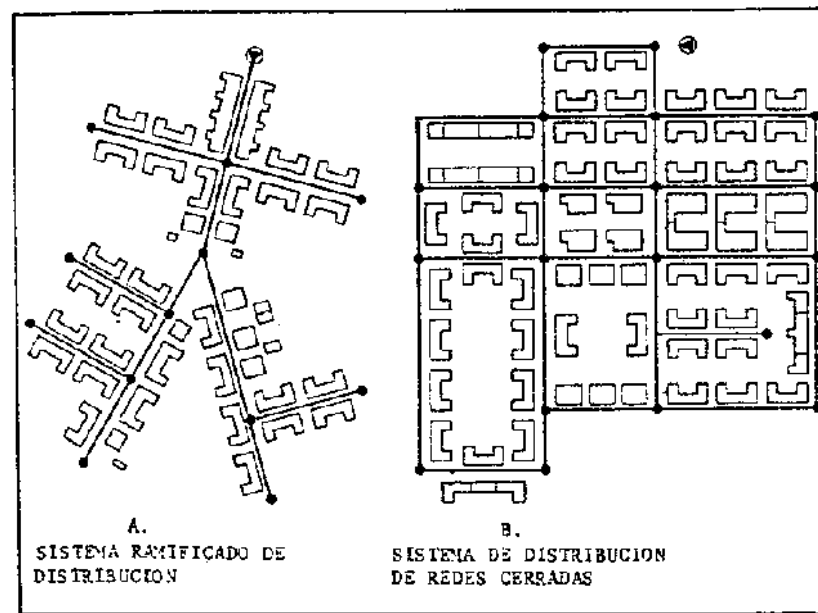 A.
SISTEMA RAMIFICADO DE
DISTRIBUCION
B.
SISTEMA DE DISTRIBUCION
DE REDES CERRADAS